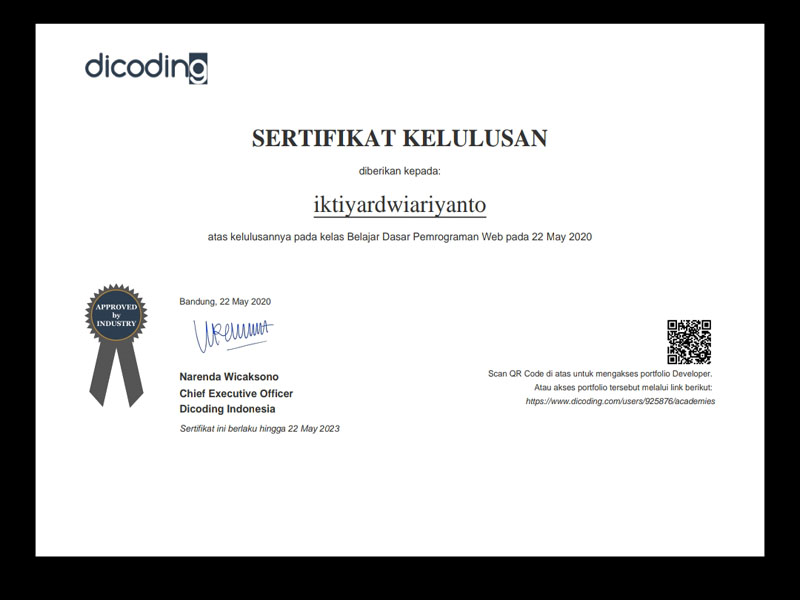 dicoding
SERTIFIKAT KELULUSAN
diberikan kepada:
iktiyardwiariyanto
atas kelulusannya pada kelas Belajar Dasar Pemrograman Web pada 22 May 2020
APPROVED
by
INDUSTRY
Bandung, 22 May 2020
Narenda Wicaksono
Chief Executive Officer
Dicoding Indonesia
Sertifikat ini berlaku hingga 22 May 2023
Scan QR Code di atas untuk mengakses portfolio Developer.
Atau akses portfolio tersebut melalui link berikut:
https://www.dicoding.com/users/925876/academies